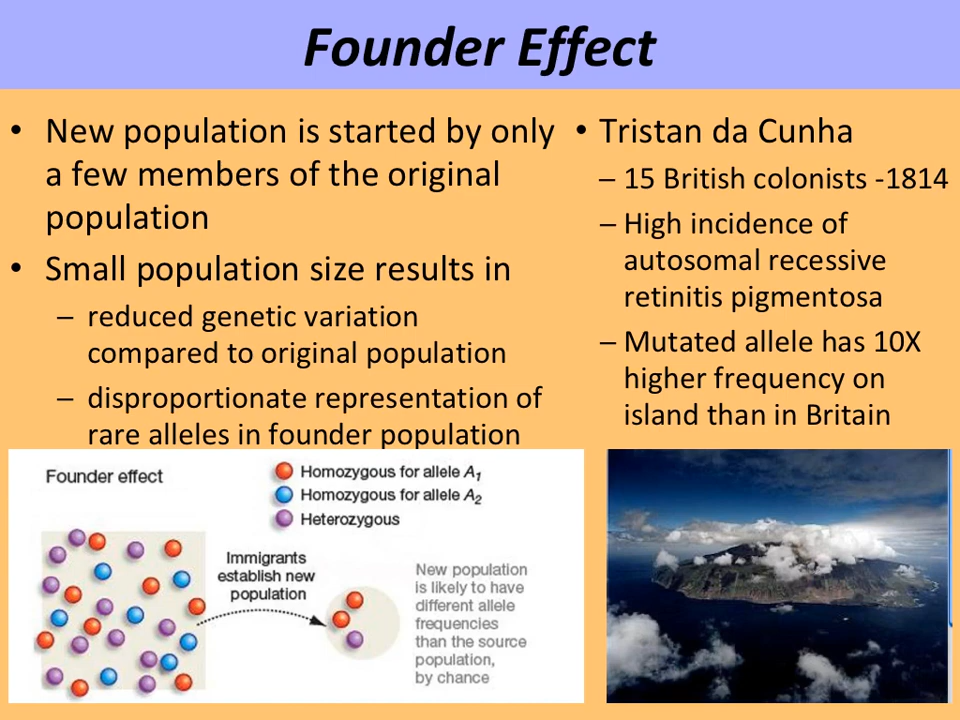 Founder Effect
• New population is started by only
a few members of the original
population
• Small population size results in
– reduced genetic variation
compared to original population
– disproportionate representation of
rare alleles in founder population
• Tristan da Cunha
– 15 British colonists -1814
– High incidence of
autosomal recessive
retinitis pigmentosa
– Mutated allele has 10X
higher frequency on
island than in Britain
Founder effect
Homozygous for allele A1
Homozygous for allele A2
Heterozygous
Immigrants
establish new
population
New population
is likely to have
different allele
frequencies
than the source
population,
by chance